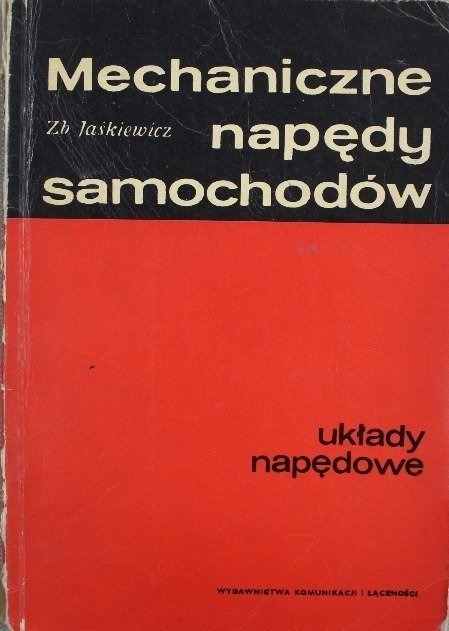 Mechaniczne
Zb Jaśkiewicz napędy
samochodów
układy
napędowe
WYDAWNICTWA KOMUNIKACJI I ŁĄCZNOŚCI